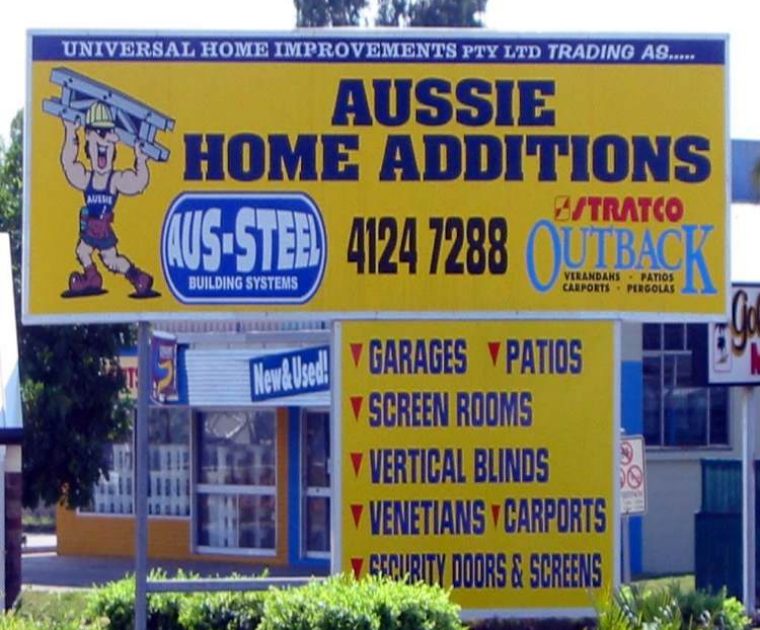 UNIVERSAL HOME IMPROVEMENTS PTY LTD TRADING AS.....
AUSSIE
HOME ADDITIONS
AUSSIE
AUS-STEEL
BUILDING SYSTEMS
4124 7288
STRATCO
OUTBACK
VERANDAHS · PATIOS
CARPORTS · PERGOLAS
New & Used!
GARAGES PATIOS
SCREEN ROOMS
VERTICAL BLINDS
VENETIANS CARPORTS
SECURITY DOORS & SCREENS